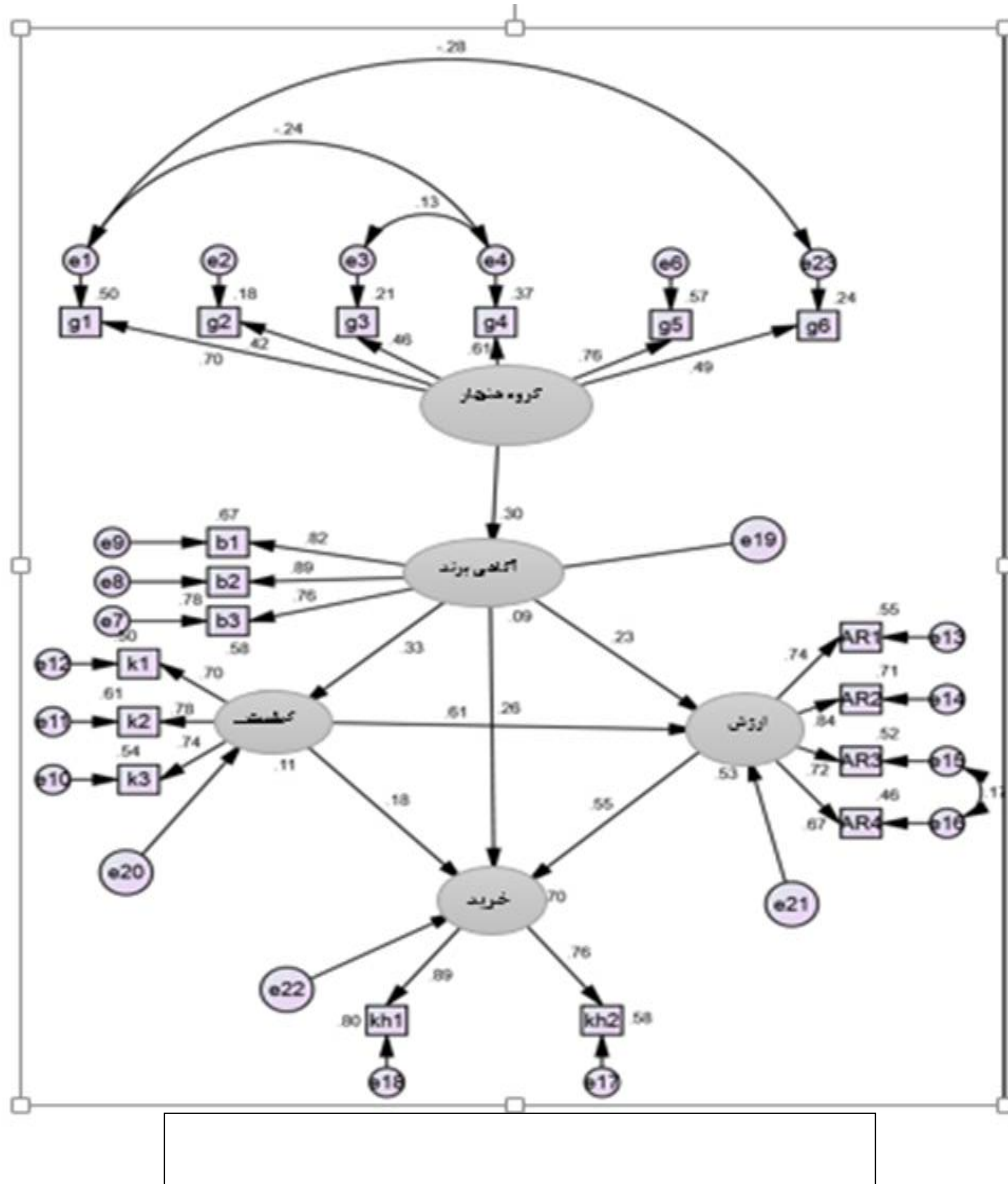 -.28
-.24
.13
e1 e2 e3 e4 e6 e23
.50 .18 .21 .37 .57 .24
g1 g2 g3 g4 g5 g6
.70 .42 .46 .61 .76 .49
گروه هنجار
.30
.67
e9 b1 .82 e19
e8 b2 .89 آگاهی برند
e7 .78 b3 .76 .09
.58
.50
e12 k1 .70 .33 .23 .74 AR1 .55 e13
.61
e11 k2 .78 کیفیت .61 .26 ارزش .84 AR2 .71 e14
.54
e10 k3 .74 .11 .53 .72 AR3 .52 e15
.18 .55 .67 AR4 .46 e16 .17
e20
خرید .70 e21
e22 .89 .76
.80 kh1 kh2 .58
e18 e17